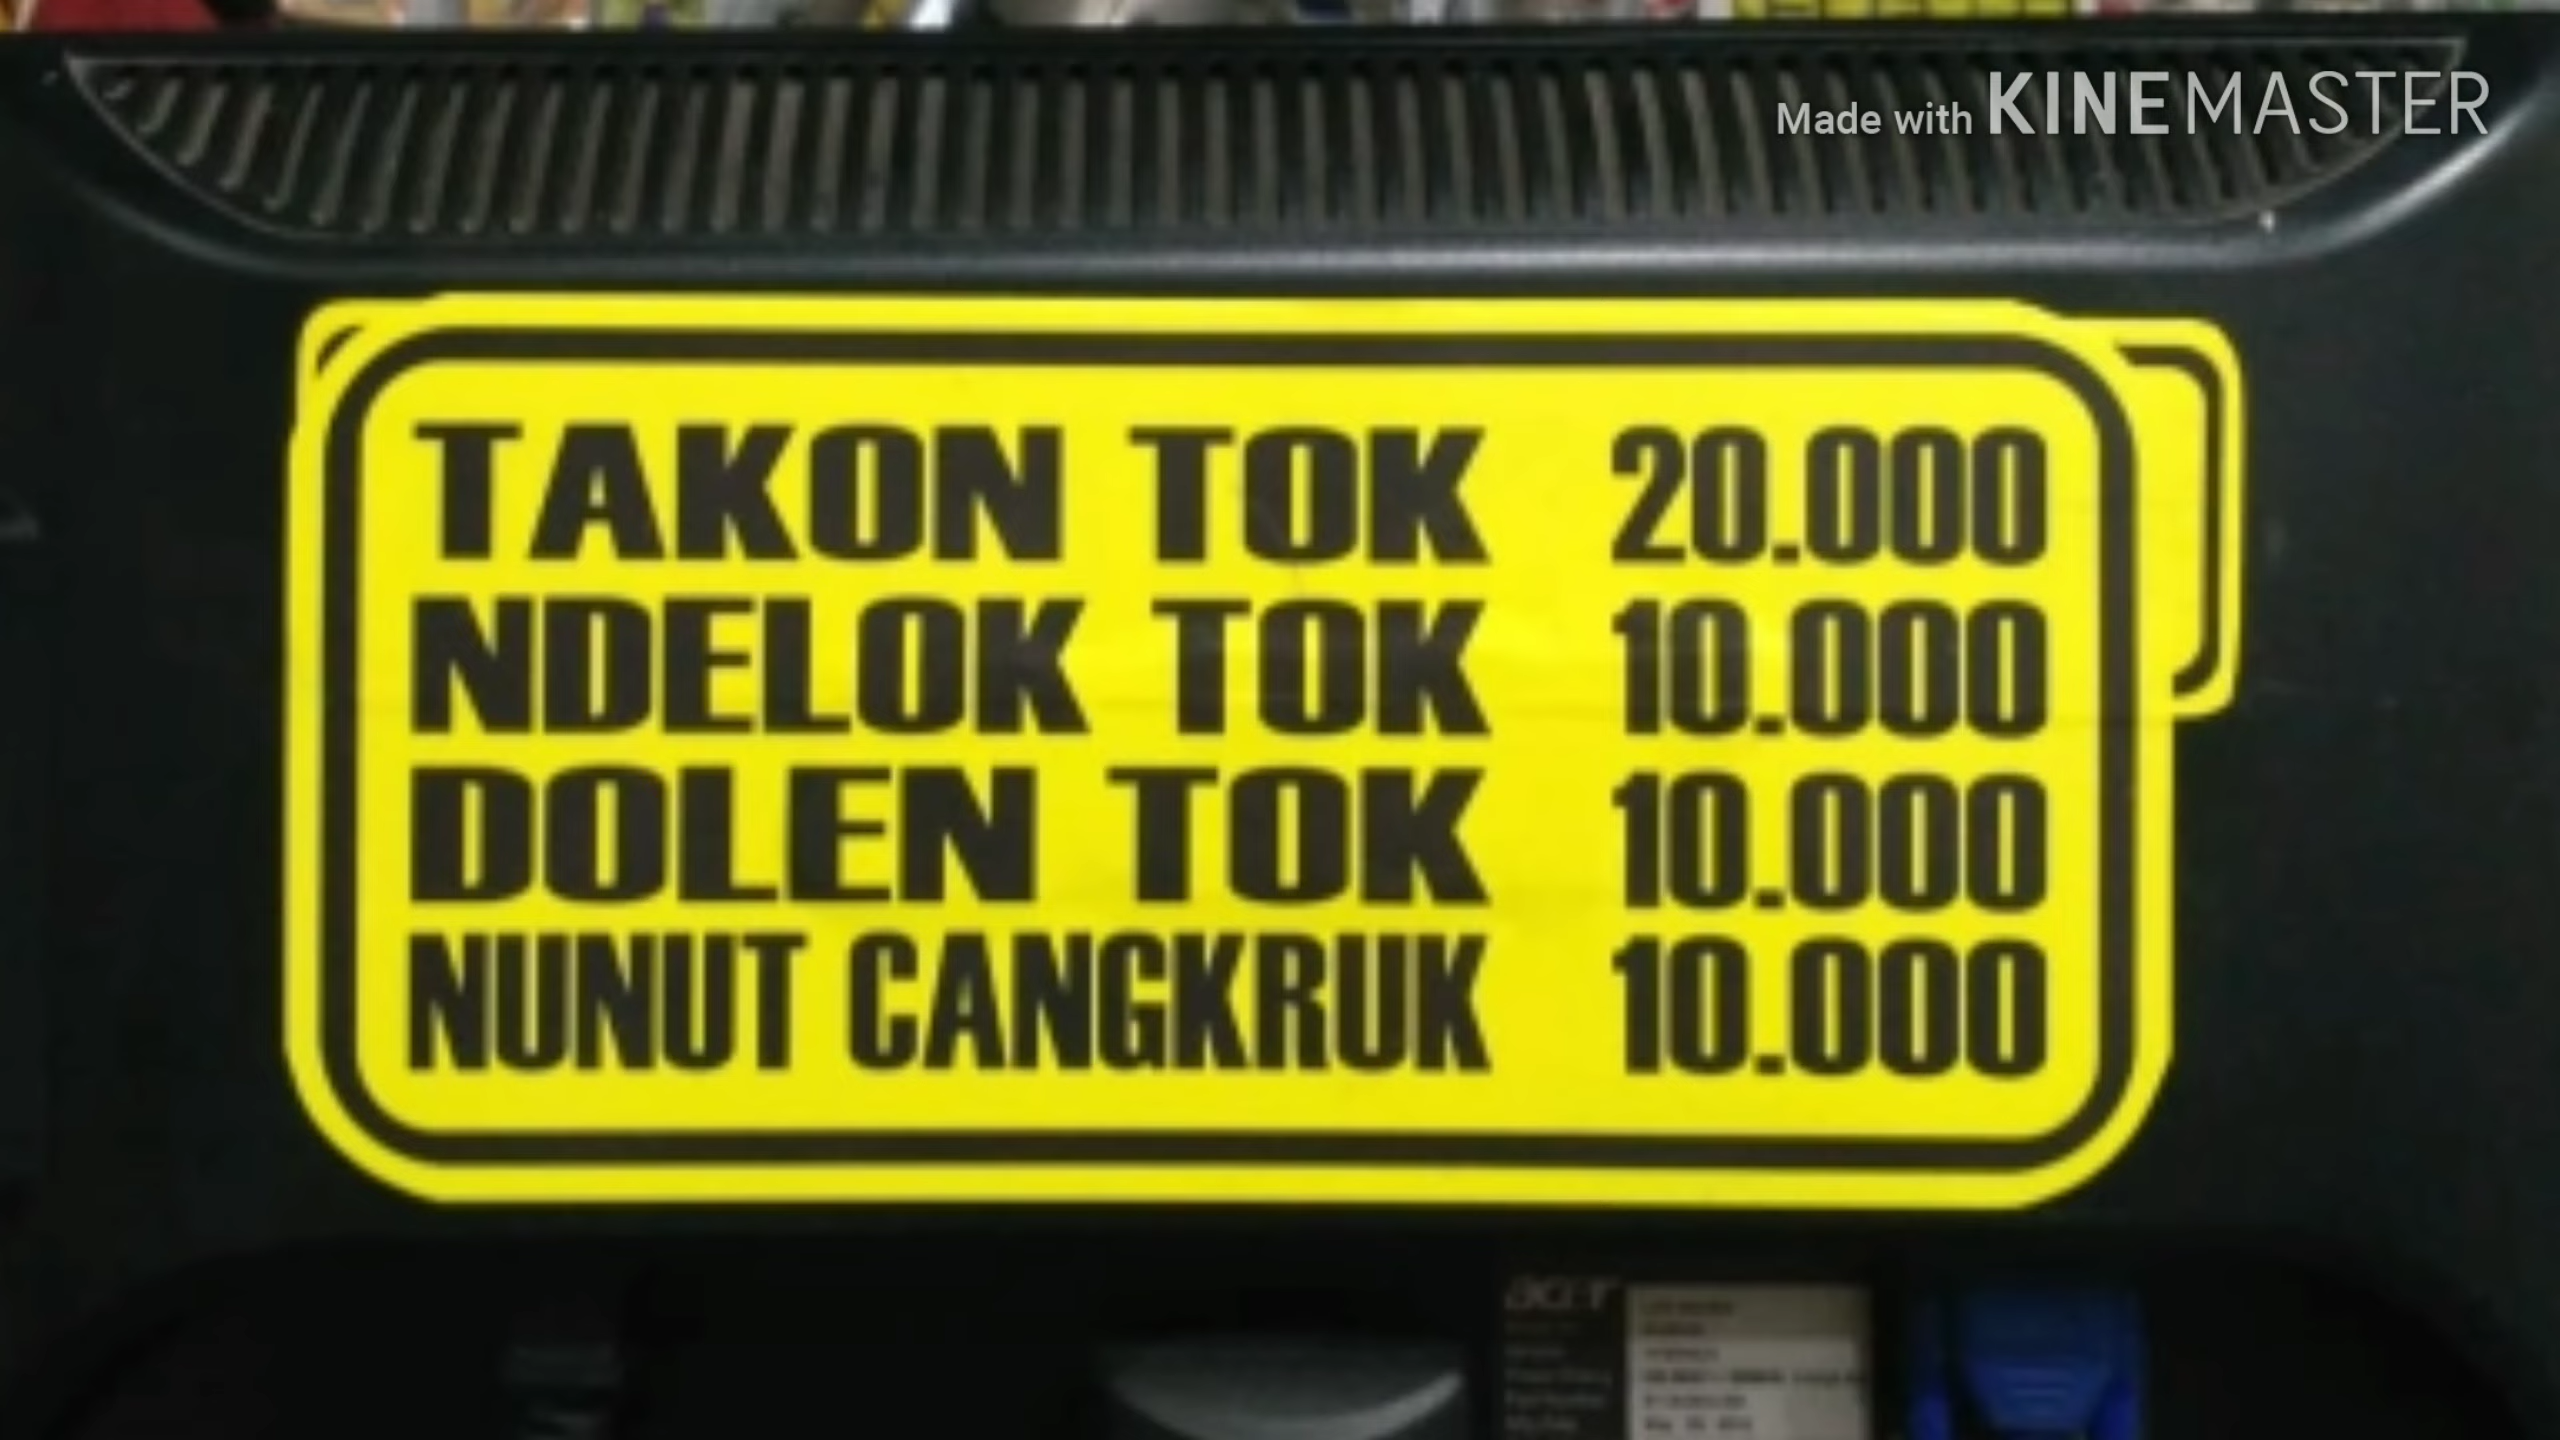 Made with KINEMASTER
TAKON TOK 20.000
NDELOK TOK 10.000
DOLEN TOK 10.000
NUNUT CANGKRUK 10.000
acer